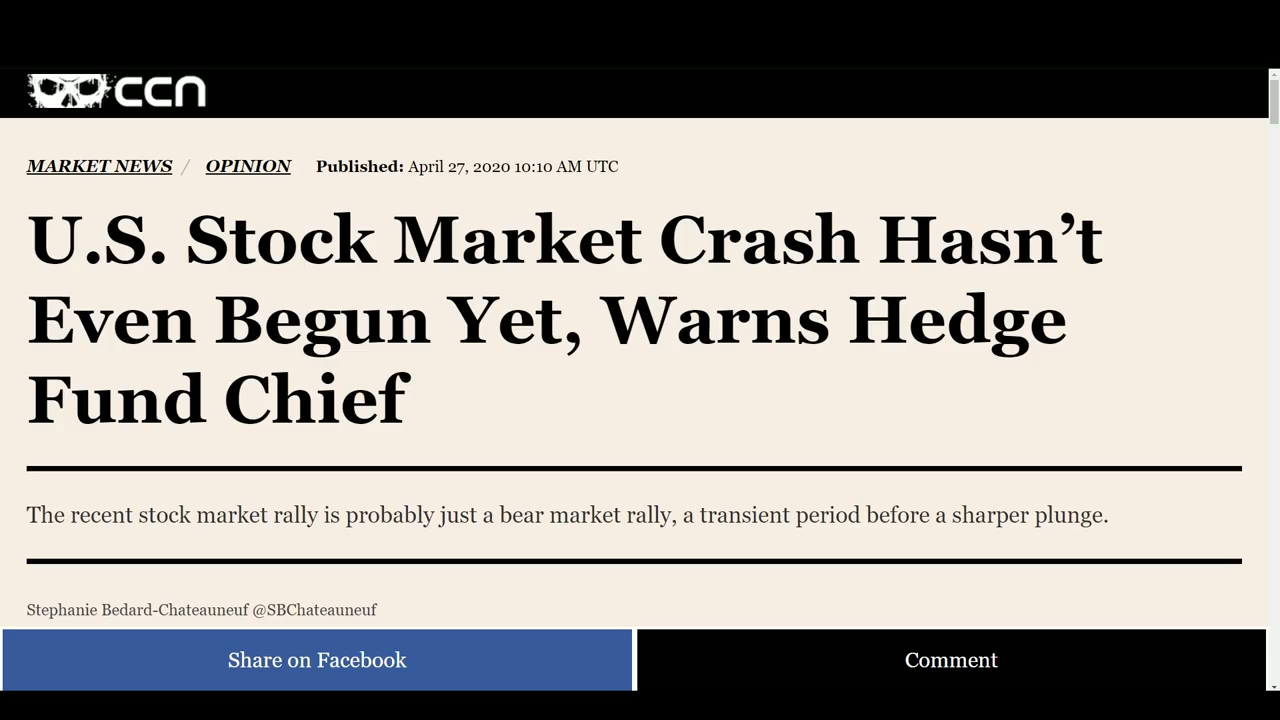 ccn
MARKET NEWS / OPINION Published: April 27, 2020 10:10 AM UTC
U.S. Stock Market Crash Hasn’t
Even Begun Yet, Warns Hedge
Fund Chief
The recent stock market rally is probably just a bear market rally, a transient period before a sharper plunge.
Stephanie Bedard-Chateauneuf @SBChateauneuf
Share on Facebook Comment